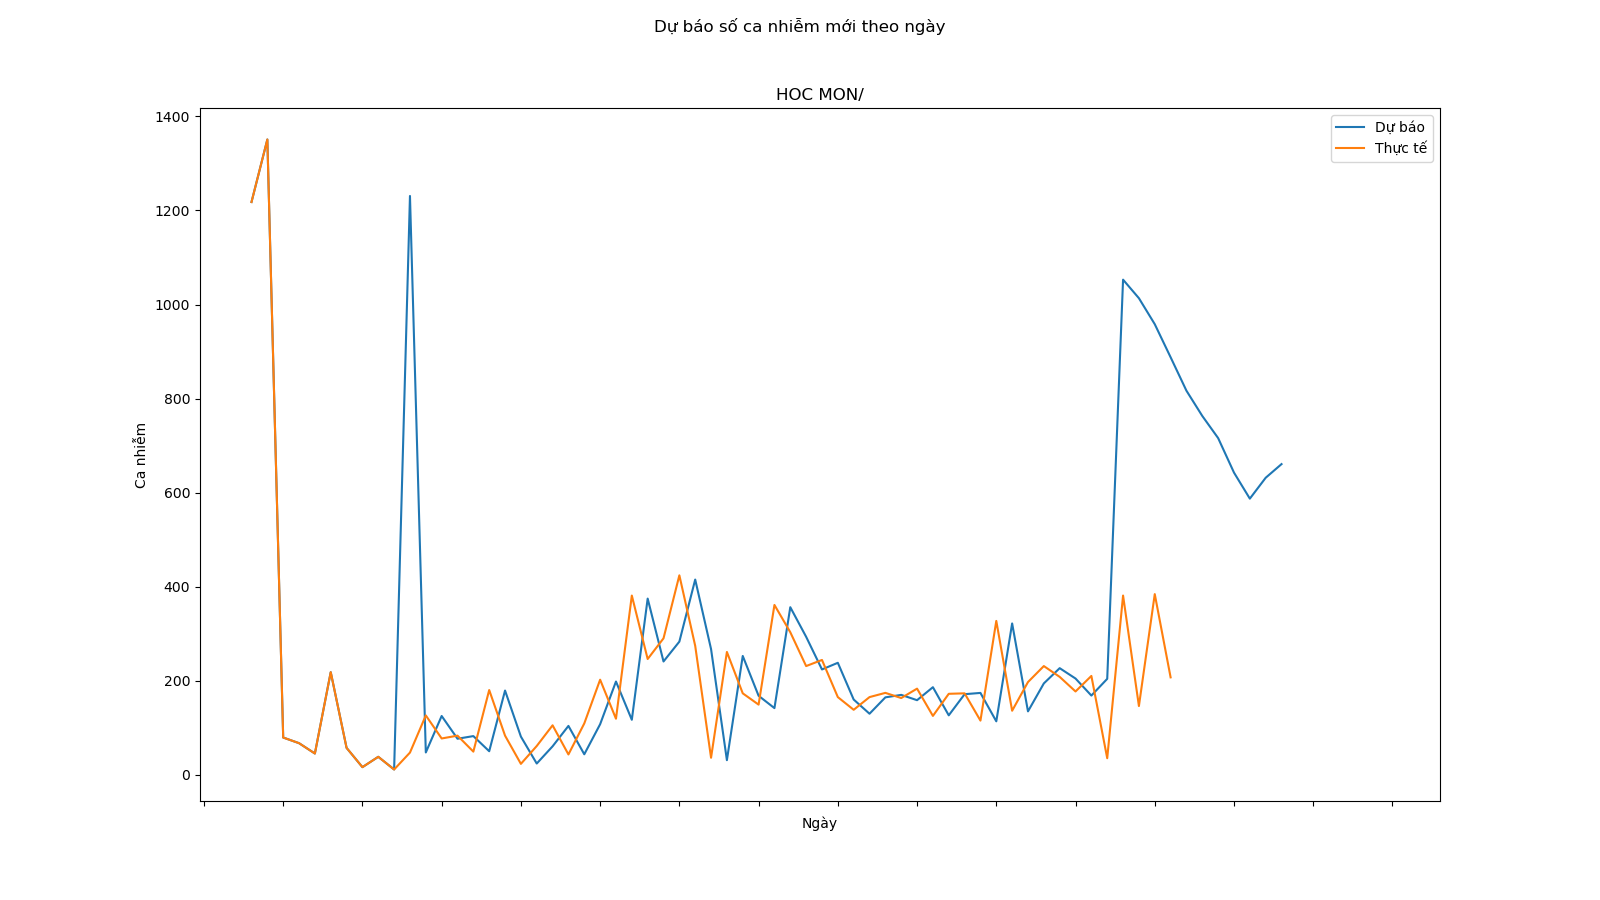 Dự báo số ca nhiễm mới theo ngày
HOC MON/
Dự báo
Thực tế
1400
1200
1000
800
600
400
200
0
Ca nhiễm
Ngày